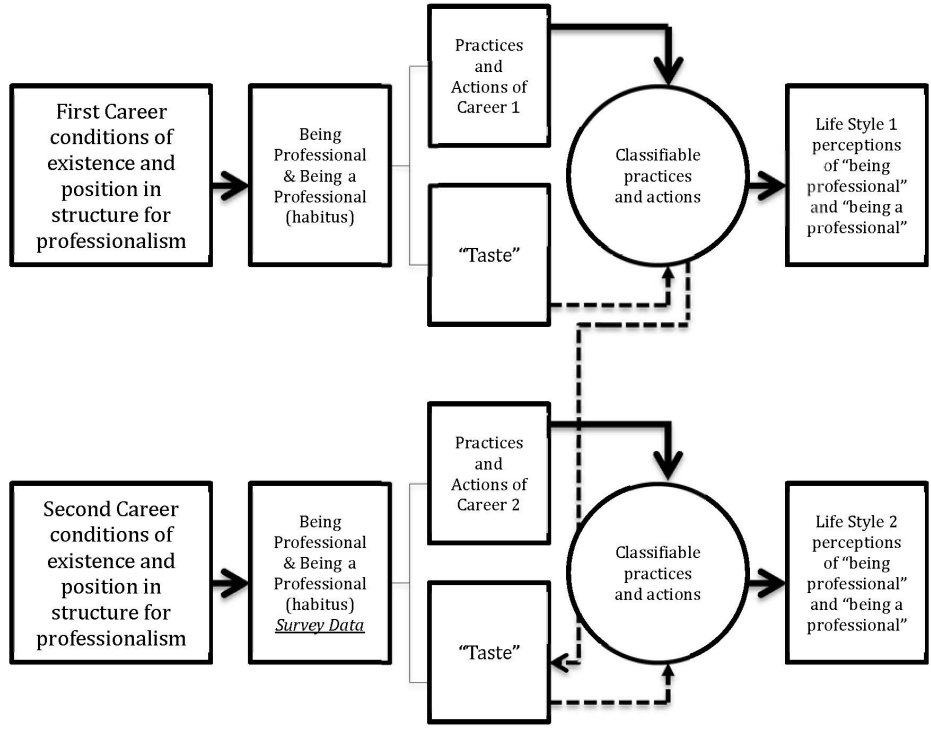 First Career
conditions of
existence and
position in
structure for
professionalism
Being
Professional
& Being a
Professional
(habitus)
Practices
and
Actions of
Career 1
“Taste”
Classifiable
practices
and actions
Life Style 1
perceptions
of “being
professional”
and “being a
professional”
Second Career
conditions of
existence and
position in
structure for
professionalism
Being
Professional
& Being a
Professional
(habitus)
Survey Data
Practices
and
Actions of
Career 2
“Taste”
Classifiable
practices
and actions
Life Style 2
perceptions
of “being
professional”
and “being a
professional”